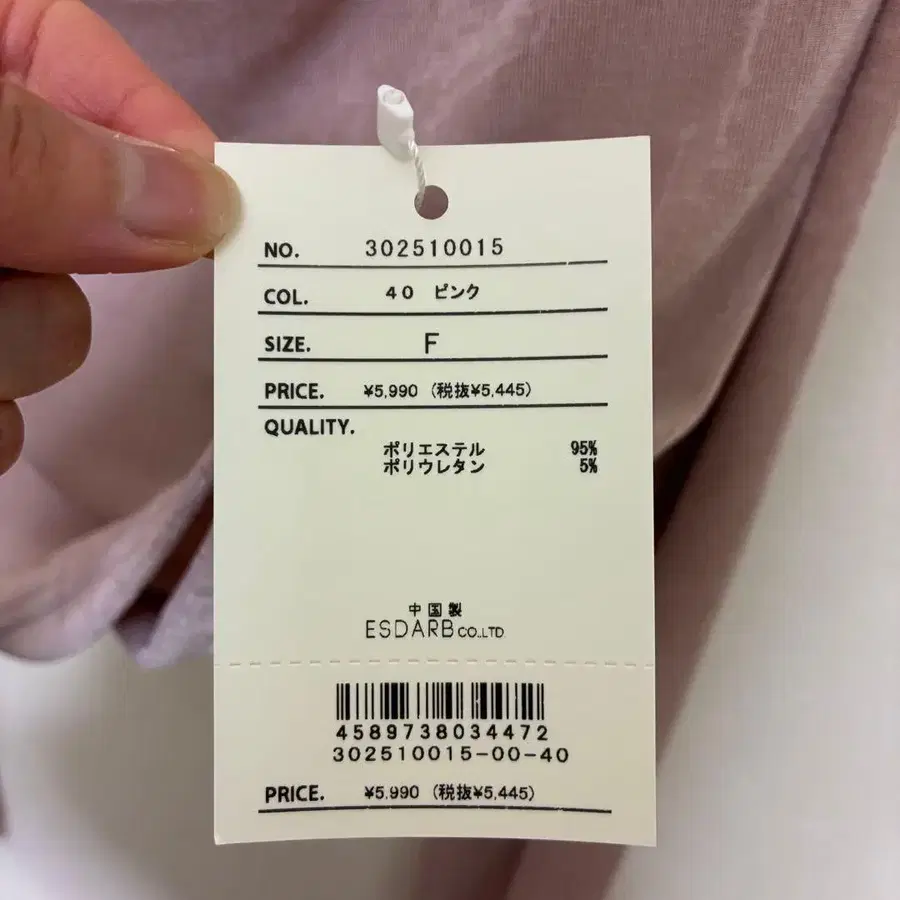 NO. 302510015
COL. 40 ピンク
SIZE. F
PRICE. ¥5,990 (税抜¥5,445)
QUALITY.
ポリエステル 95%
ポリウレタン 5%
中国製
ESDARB CO.,LTD.
4589738034472
302510015-00-40
PRICE. ¥5,990 (税抜¥5,445)